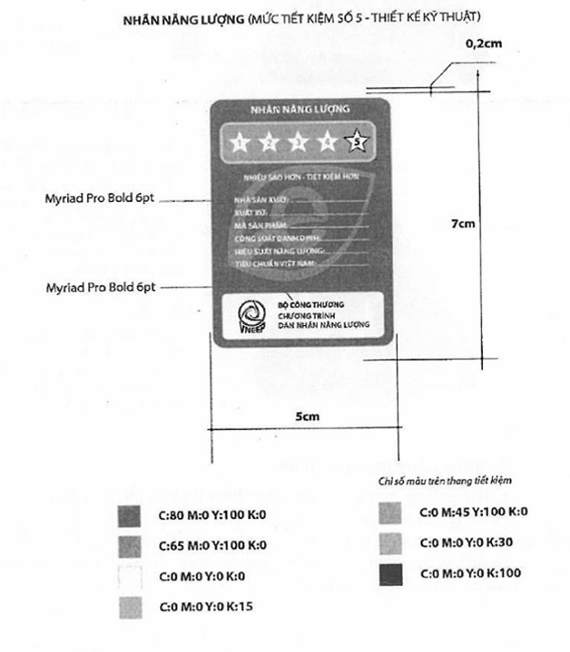 NHÃN NĂNG LƯỢNG (MỨC TIẾT KIỆM SỐ 5 - THIẾT KẾ KỸ THUẬT)
0,2cm
NHÃN NĂNG LƯỢNG
1 2 3 4 5
NHIỀU SAO HƠN - TIẾT KIỆM HƠN
Myriad Pro Bold 6pt
NHÀ SẢN XUẤT:
XUẤT XỨ:
MÃ SẢN PHẨM:
7cm
CÔNG SUẤT DANH ĐỊNH:
HIỆU SUẤT NĂNG LƯỢNG:
TIÊU CHUẨN VIỆT NAM:
Myriad Pro Bold 6pt
BỘ CÔNG THƯƠNG
CHƯƠNG TRÌNH
DÁN NHÃN NĂNG LƯỢNG
VNEEP
5cm
Chỉ số màu trên thang tiết kiệm
C:80 M:0 Y:100 K:0
C:0 M:45 Y:100 K:0
C:65 M:0 Y:100 K:0
C:0 M:0 Y:0 K:30
C:0 M:0 Y:0 K:0
C:0 M:0 Y:0 K:100
C:0 M:0 Y:0 K:15